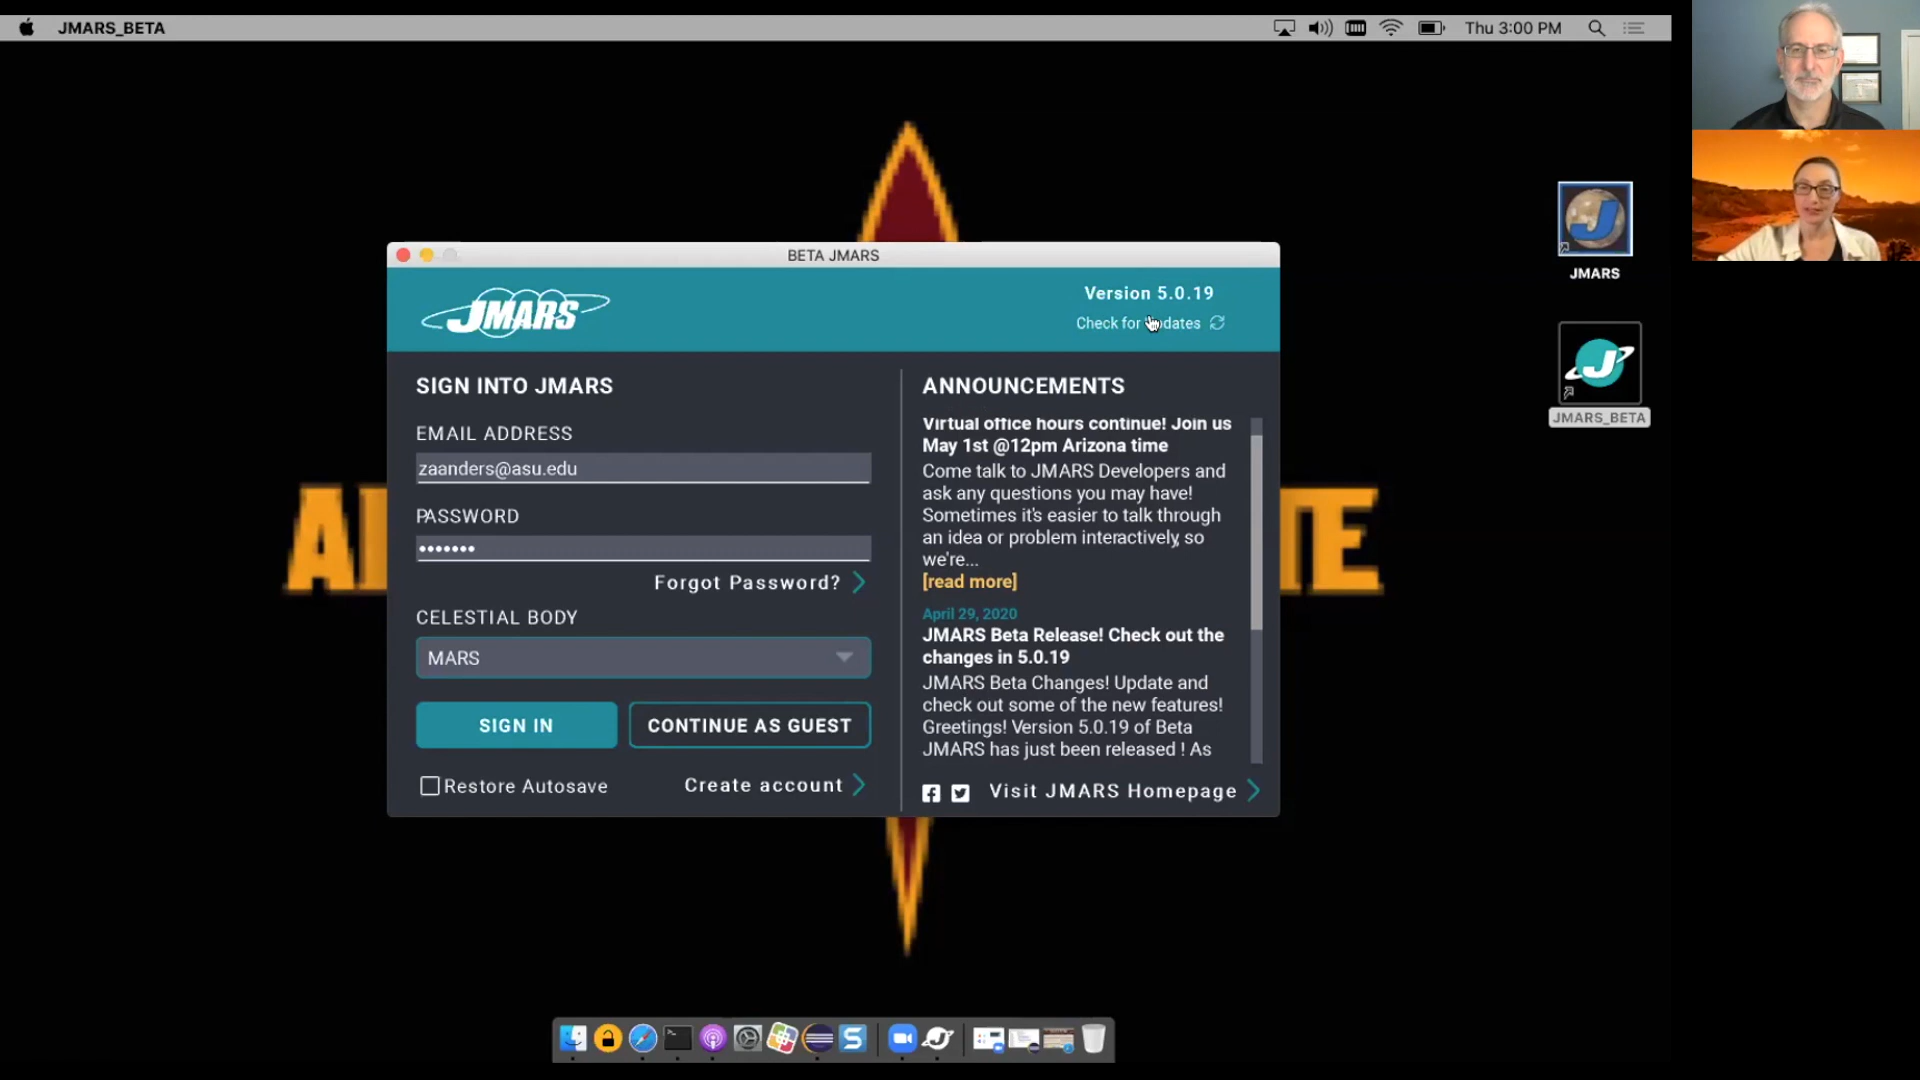 JMARS_BETA
Thu 3:00 PM
BETA JMARS
JMARS
Version 5.0.19
Check for updates
SIGN INTO JMARS
EMAIL ADDRESS
zaanders@asu.edu
PASSWORD
•••••••
Forgot Password?
CELESTIAL BODY
MARS
SIGN IN
CONTINUE AS GUEST
Restore Autosave
Create account
ANNOUNCEMENTS
Virtual office hours continue! Join us
May 1st @12pm Arizona time
Come talk to JMARS Developers and
ask any questions you may have!
Sometimes it's easier to talk through
an idea or problem interactively, so
we're...
[read more]
April 29, 2020
JMARS Beta Release! Check out the
changes in 5.0.19
JMARS Beta Changes! Update and
check out some of the new features!
Greetings! Version 5.0.19 of Beta
JMARS has just been released ! As
Visit JMARS Homepage
J
JMARS
J
JMARS_BETA
A
TE
S